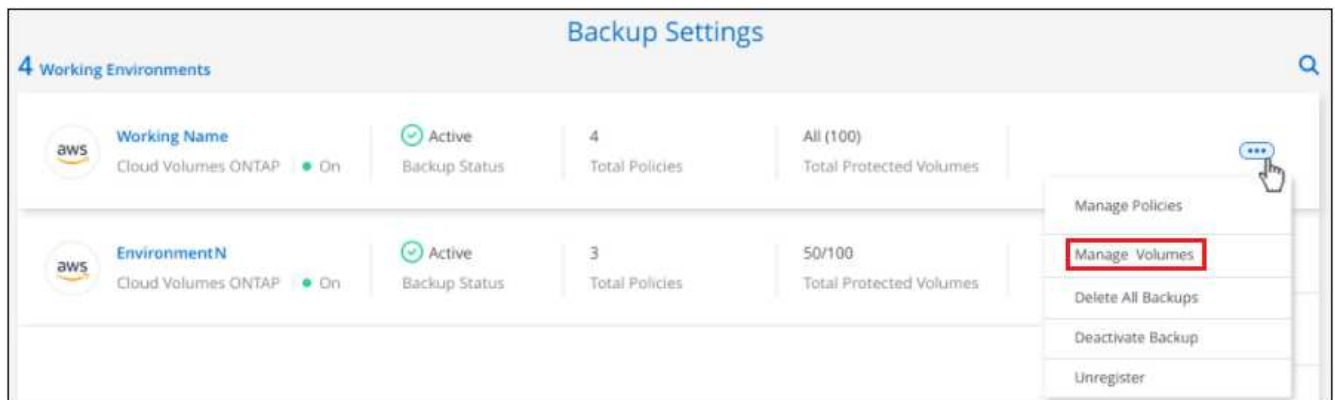 Backup Settings
4 Working Environments
aws
Working Name
Cloud Volumes ONTAP
On
Active
Backup Status
4
Total Policies
All (100)
Total Protected Volumes
Manage Policies
Manage Volumes
Delete All Backups
Deactivate Backup
Unregister
aws
EnvironmentN
Cloud Volumes ONTAP
On
Active
Backup Status
3
Total Policies
50/100
Total Protected Volumes